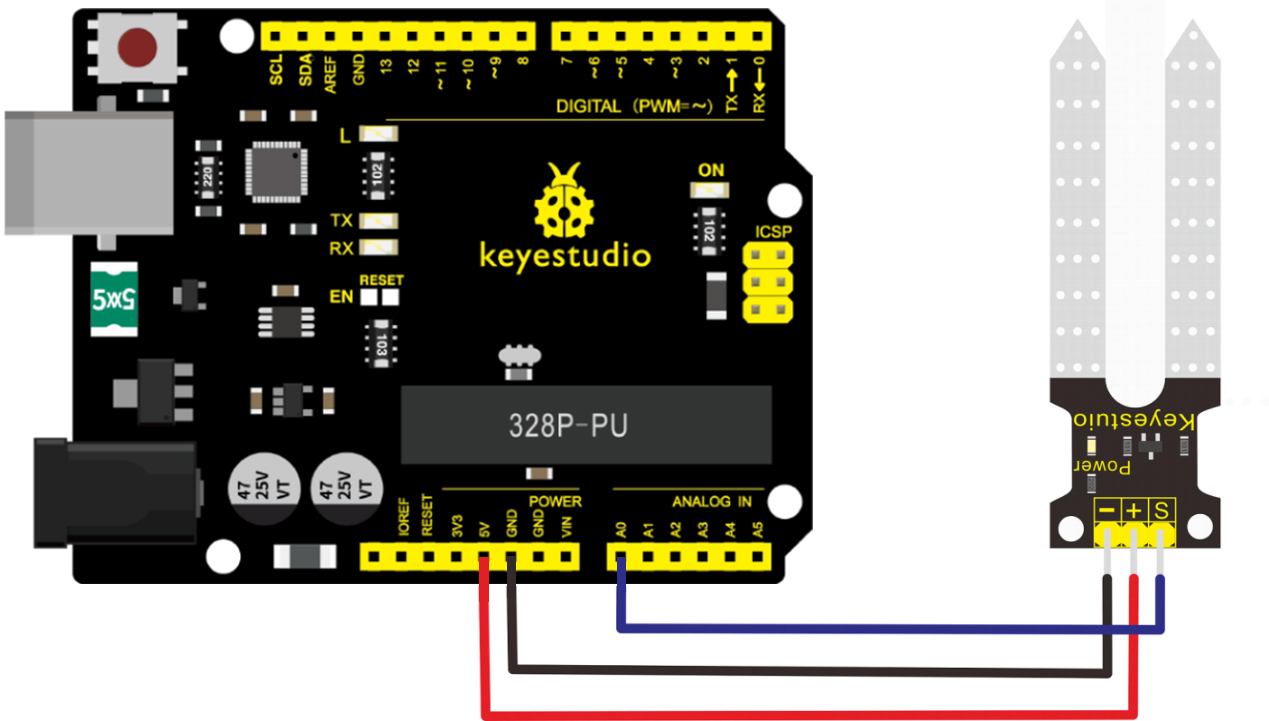 SCL
SDA
AREF
GND
13
12
~11
~10
~9
8
7
~6
~5
4
~3
2
TX→1
RX←0
DIGITAL (PWM=~)
L
220
102
TX
RX
ON
102
ICSP
keyestudio
RESET
EN
5XX5
103
328P-PU
47
25V
VT
47
25V
VT
POWER
ANALOG IN
IOREF
RESET
3V3
5V
GND
GND
VIN
A0
A1
A2
A3
A4
A5
Keyestuio
Power
−
+
S